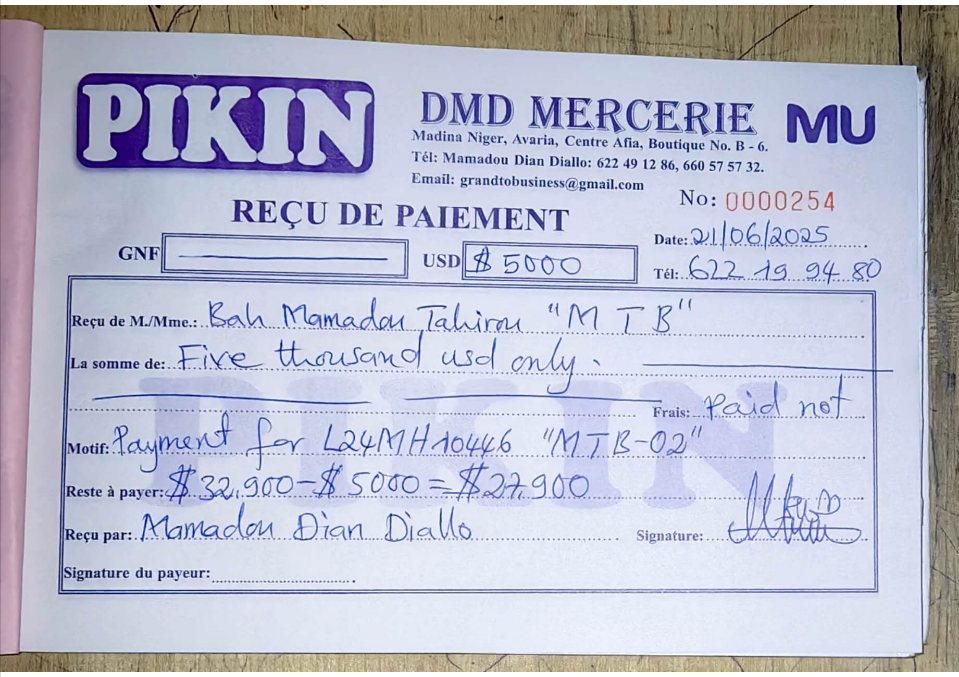 PIKIN
DMD MERCERIE
MU
Madina Niger, Avaria, Centre Afia, Boutique No. B - 6.
Tél: Mamadou Dian Diallo: 622 49 12 86, 660 57 57 32.
Email: grandtobusiness@gmail.com
No: 0000254
REÇU DE PAIEMENT
Date: 21/06/2025
GNF
USD $ 5000
Tél: 622 19 94 80
Reçu de M./Mme.: Bah Mamadou Tahirou "M T B"
La somme de: Five thousand usd only.
PIKIN
Frais: Paid not
Motif: Payment for L24MH10446 "MTB-02"
Reste à payer: $ 32.900-$ 5000 = $27.900
Reçu par: Mamadou Dian Diallo
Signature:
Signature du payeur: